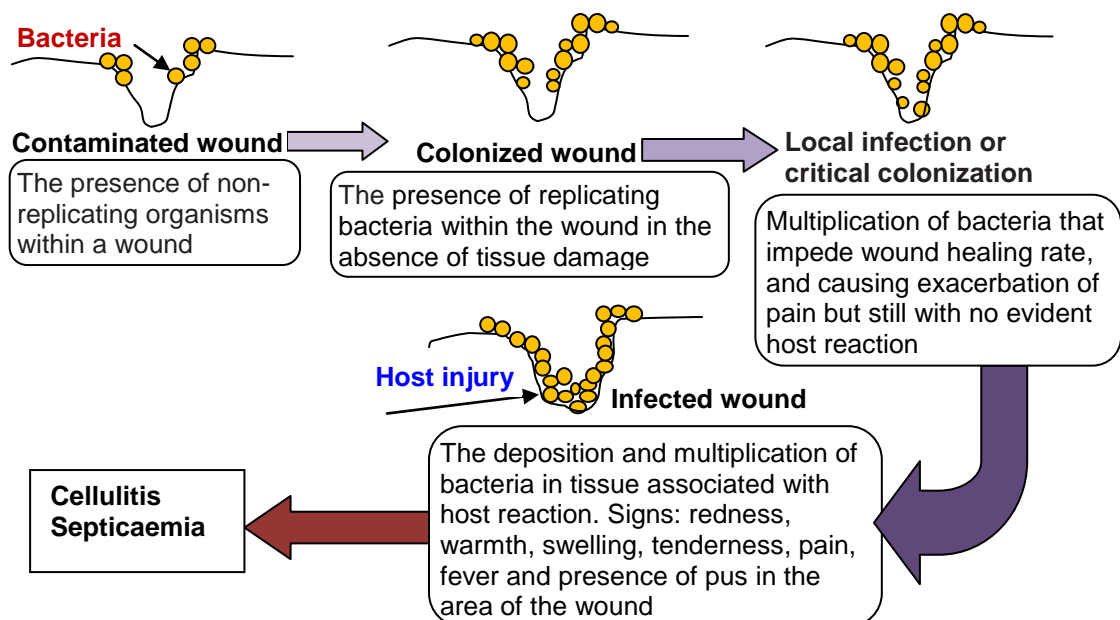 Bacteria
Contaminated wound
The presence of non-
replicating organisms
within a wound
Colonized wound
The presence of replicating
bacteria within the wound in the
absence of tissue damage
Local infection or
critical colonization
Multiplication of bacteria that
impede wound healing rate,
and causing exacerbation of
pain but still with no evident
host reaction
Host injury
Infected wound
The deposition and multiplication of
bacteria in tissue associated with
host reaction. Signs: redness,
warmth, swelling, tenderness, pain,
fever and presence of pus in the
area of the wound
Cellulitis
Septicaemia